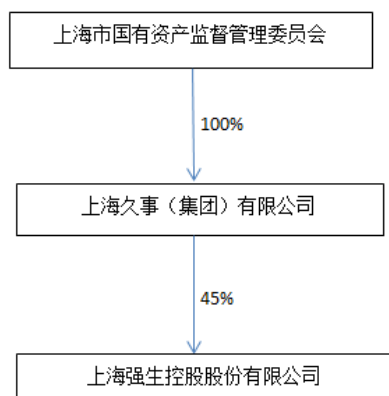 上海市国有资产监督管理委员会
100%
上海久事（集团）有限公司
45%
上海强生控股股份有限公司